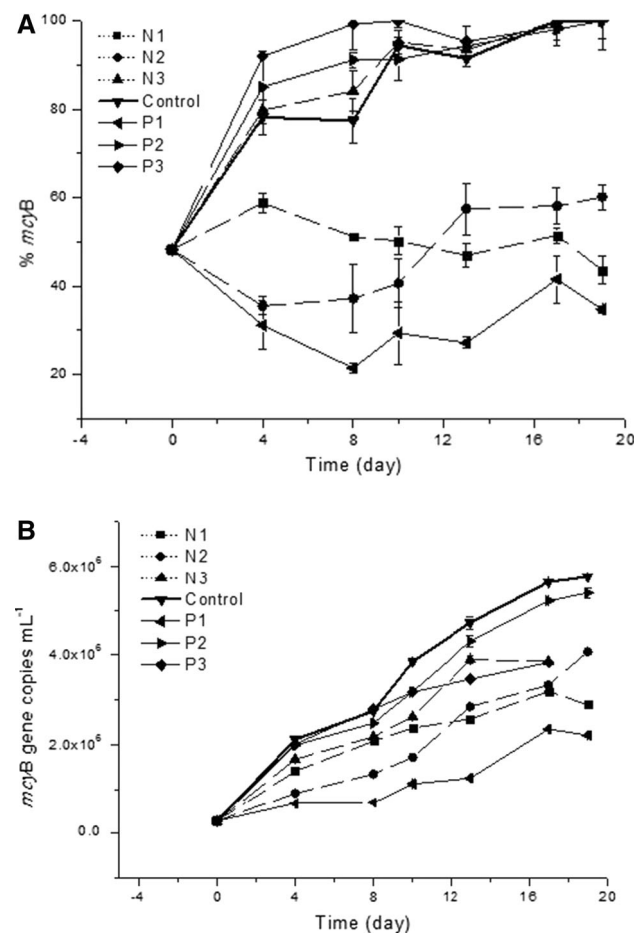 A
100
80
60
40
20
% mcyB
N1
N2
N3
Control
P1
P2
P3
-4 0 4 8 12 16 20
Time (day)
B
6.0x10⁶
4.0x10⁶
2.0x10⁶
0.0
mcyB gene copies mL⁻¹
N1
N2
N3
Control
P1
P2
P3
-4 0 4 8 12 16 20
Time (day)